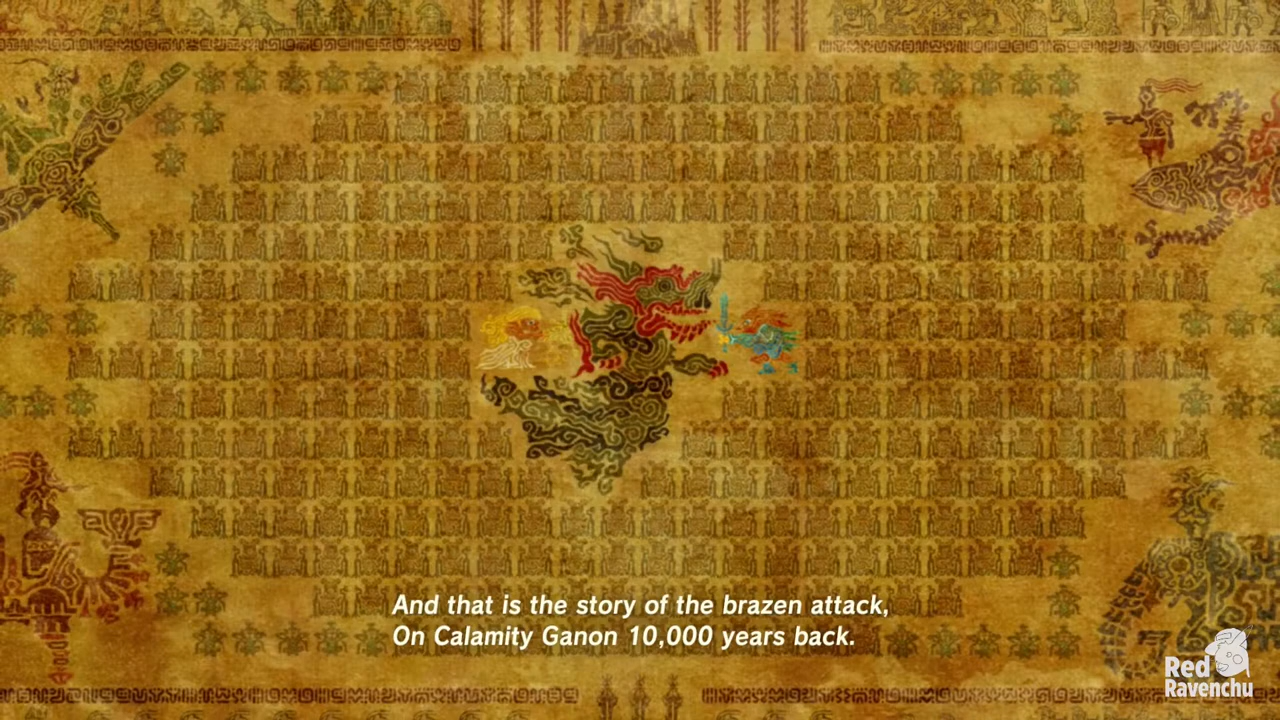 And that is the story of the brazen attack,
On Calamity Ganon 10,000 years back.
Red
Ravenchu